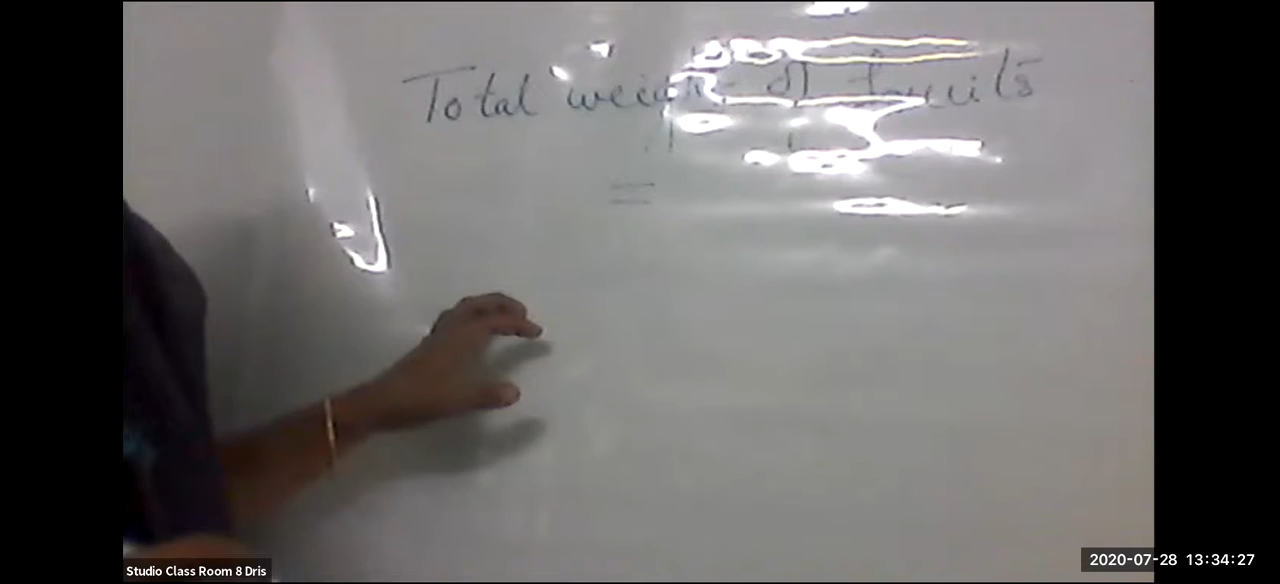 Total weight of fruits
=
Studio Class Room 8 Dris
2020-07-28 13:34:27